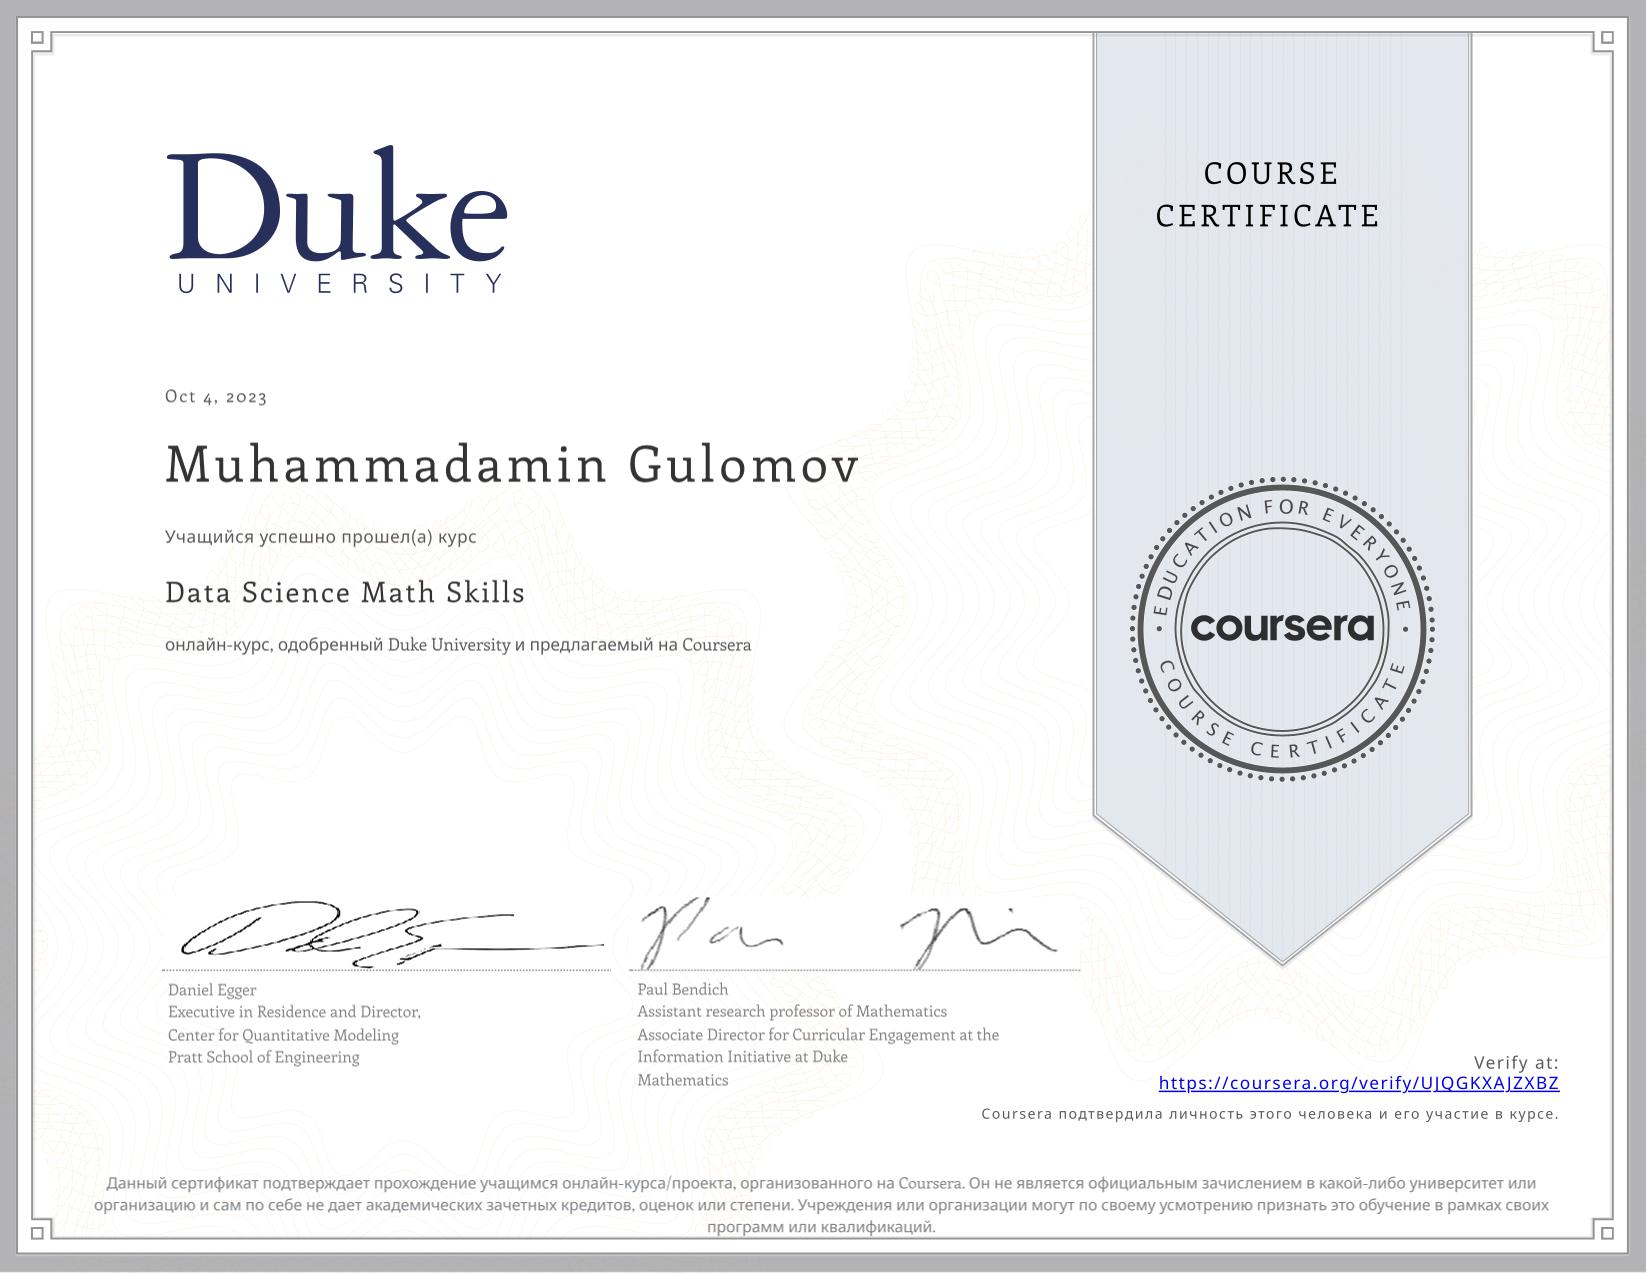 Duke
UNIVERSITY
COURSE
CERTIFICATE
Oct 4, 2023
Muhammadamin Gulomov
Учащийся успешно прошел(а) курс
Data Science Math Skills
онлайн-курс, одобренный Duke University и предлагаемый на Coursera
EDUCATION FOR EVERYONE
coursera
COURSE CERTIFICATE
Daniel Egger
Executive in Residence and Director,
Center for Quantitative Modeling
Pratt School of Engineering
Paul Bendich
Assistant research professor of Mathematics
Associate Director for Curricular Engagement at the
Information Initiative at Duke
Mathematics
Verify at:
https://coursera.org/verify/UJQGKXAJZXBZ
Coursera подтвердила личность этого человека и его участие в курсе.
Данный сертификат подтверждает прохождение учащимся онлайн-курса/проекта, организованного на Coursera. Он не является официальным зачислением в какой-либо университет или
организацию и сам по себе не дает академических зачетных кредитов, оценок или степени. Учреждения или организации могут по своему усмотрению признать это обучение в рамках своих
программ или квалификаций.